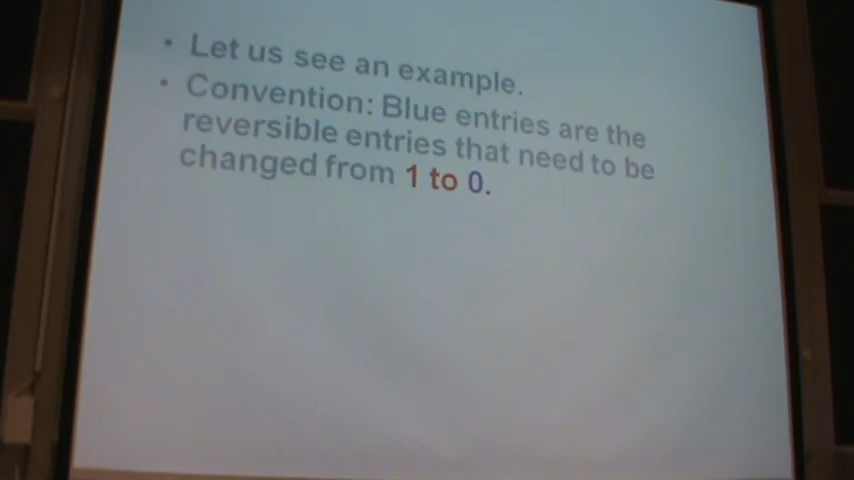 • Let us see an example.
• Convention: Blue entries are the
reversible entries that need to be
changed from 1 to 0.